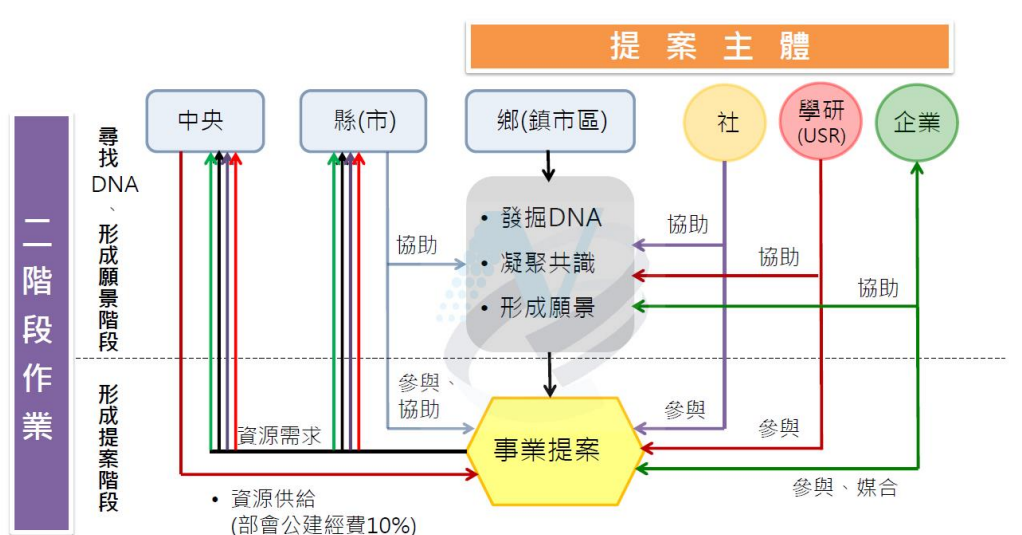 提案主體
中央
縣(市)
鄉(鎮市區)
社
學研
(USR)
企業
二階段作業
尋找DNA、形成願景階段
• 發掘DNA
• 凝聚共識
• 形成願景
協助
協助
協助
協助
形成提案階段
參與、
協助
資源需求
事業提案
參與
參與
參與、媒合
• 資源供給
(部會公建經費10%)